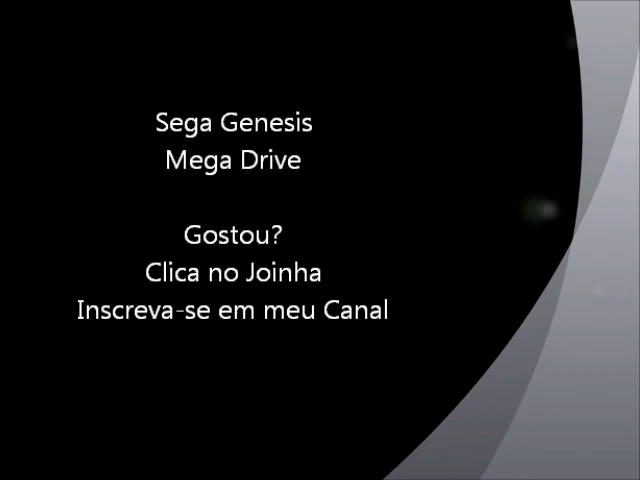 Sega Genesis
Mega Drive
Gostou?
Clica no Joinha
Inscreva-se em meu Canal